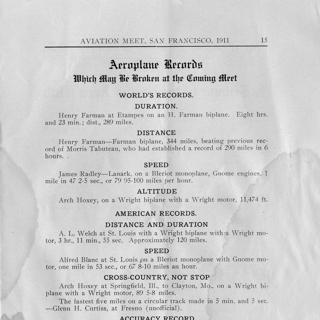 AVIATION MEET, SAN FRANCISCO, 1911 15
Aeroplane Records
Which May Be Broken at the Coming Meet
WORLD'S RECORDS.
DURATION.
Henry Farman at Etampes on an H. Farman biplane. Eight hrs.
and 23 min.; dist., 289 miles.
DISTANCE
Henry Farman—Farman biplane, 344 miles, beating previous rec-
ord of Morris Tabuteau, who had established a record of 290 miles in 6
hours.
SPEED
James Radley—Lanark, on a Bleriot monoplane, Gnome engines, 1
mile in 47 2-5 sec., or 79 95-100 miles per hour.
ALTITUDE
Arch Hoxey, on a Wright biplane with a Wright motor, 11,474 ft.
AMERICAN RECORDS.
DISTANCE AND DURATION
A. L. Welch at St. Louis with a Wright biplane with a Wright mo-
tor, 3 hr., 11 min., 55 sec. Approximately 120 miles.
SPEED
Alfred Blanc at St. Louis on a Bleriot monoplane with Gnome mo-
tor, one mile in 53 sec., or 67 8-10 miles an hour.
CROSS-COUNTRY, NOT STOP
Arch Hoxey at Springfield, Ill., to Clayton, Mo., on a Wright bi-
plane with a Wright motor, 89 5-8 miles.
The fastest five miles on a circular track made in 5 min. and 3 sec.
—Glenn H. Curtiss, at Fresno (unofficial).
ACCURACY RECORD